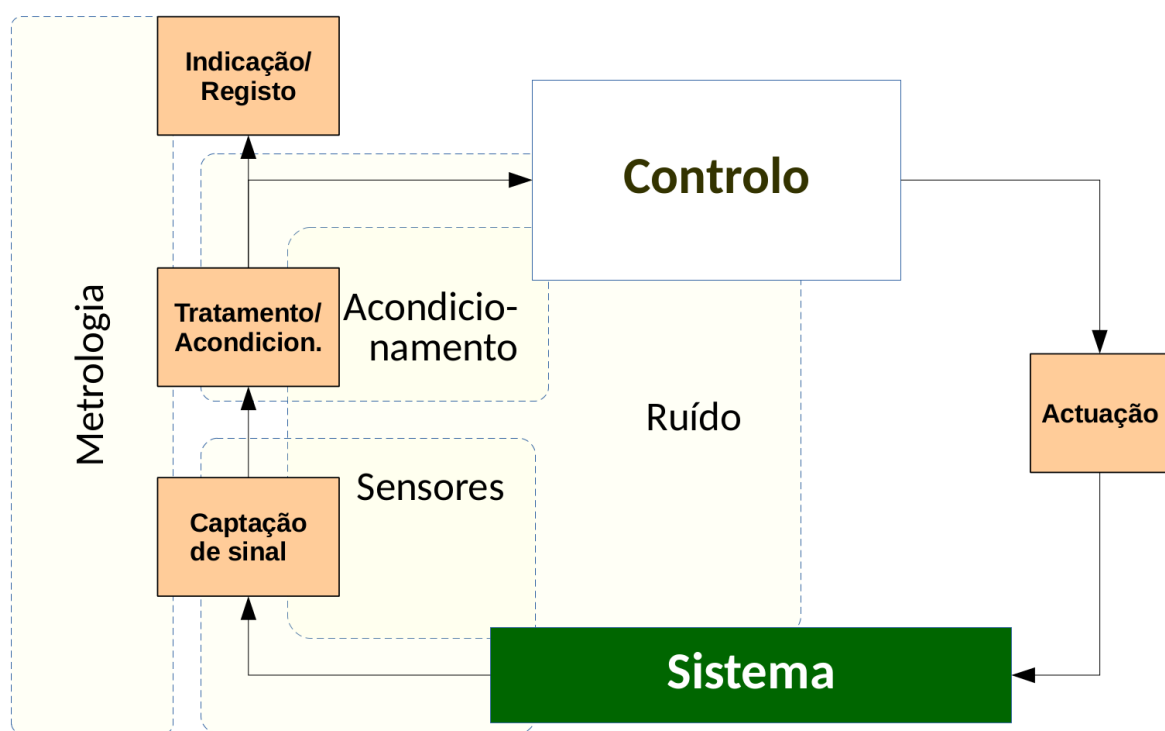 Indicação/
Registo
Controlo
Metrologia
Tratamento/
Acondicion.
Acondicio-
namento
Ruído
Actuação
Sensores
Captação
de sinal
Sistema